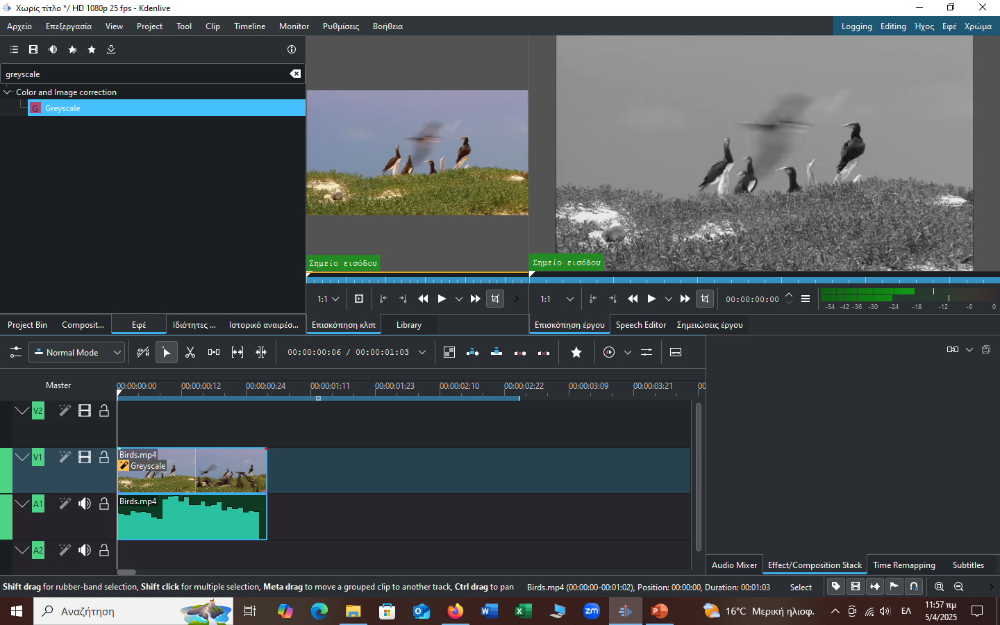 Χωρίς τίτλο */ HD 1080p 25 fps - Kdenlive
Αρχείο Επεξεργασία View Project Tool Clip Timeline Monitor Ρυθμίσεις Βοήθεια Logging Editing Ήχος Εφέ Χρώμα
greyscale
Color and Image correction
G Greyscale
Σημείο εισόδου
Σημείο εισόδου
1:1
1:1 00:00:00:00
-54 -42 -36 -30 -24 -18 -12 -6 0
Project Bin Composit... Εφέ Ιδιότητες ... Ιστορικό αναιρέσ... Επισκόπηση κλιπ Library Επισκόπηση έργου Speech Editor Σημειώσεις έργου
Normal Mode 00:00:00:06 / 00:00:01:03
Master 00:00:00:00 00:00:00:12 00:00:00:24 00:00:01:11 00:00:01:23 00:00:02:10 00:00:02:22 00:00:03:09 00:00:03:21 00
V2
V1 Birds.mp4
Greyscale
A1 Birds.mp4
A2
Audio Mixer Effect/Composition Stack Time Remapping Subtitles
Shift drag for rubber-band selection, Shift click for multiple selection, Meta drag to move a grouped clip to another track, Ctrl drag to pan Birds.mp4 (00:00:00-00:01:02), Position: 00:00:00, Duration: 00:01:03 Select
Αναζήτηση zm 16°C Μερική ηλιοφ. ΕΛ 11:57 πμ
5/4/2025